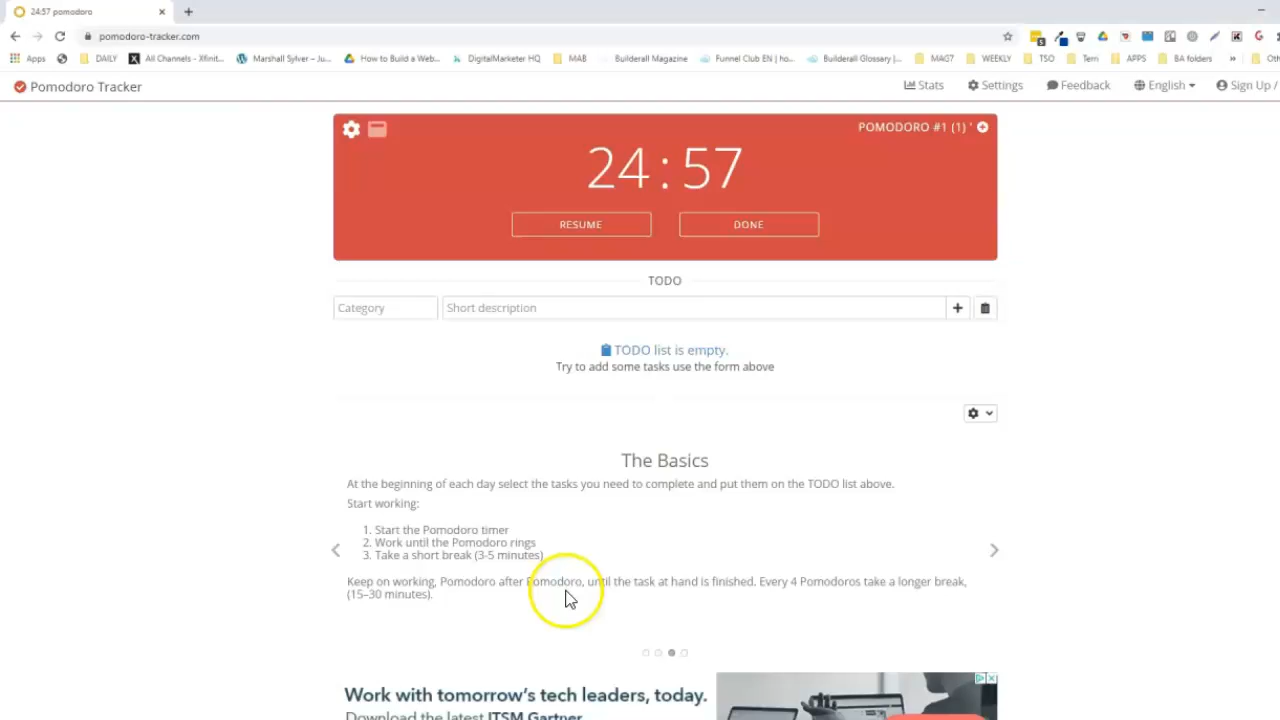 24:57 pomodoro
pomodoro-tracker.com
Apps DAILY All Channels - Xfinit... Marshall Sylver – Ju... How to Build a Web... DigitalMarketer HQ MAB Builderall Magazine Funnel Club EN | ho... Builderall Glossary |... MAG7 WEEKLY TSO Terri APPS BA folders » Oth
Pomodoro Tracker Stats Settings Feedback English Sign Up /
POMODORO #1 (1) '
24:57
RESUME DONE
TODO
Category Short description
TODO list is empty.
Try to add some tasks use the form above
The Basics
At the beginning of each day select the tasks you need to complete and put them on the TODO list above.
Start working:
1. Start the Pomodoro timer
2. Work until the Pomodoro rings
3. Take a short break (3-5 minutes)
Keep on working, Pomodoro after Pomodoro, until the task at hand is finished. Every 4 Pomodoros take a longer break,
(15–30 minutes).
Work with tomorrow's tech leaders, today.
Download the latest ITSM Gartner